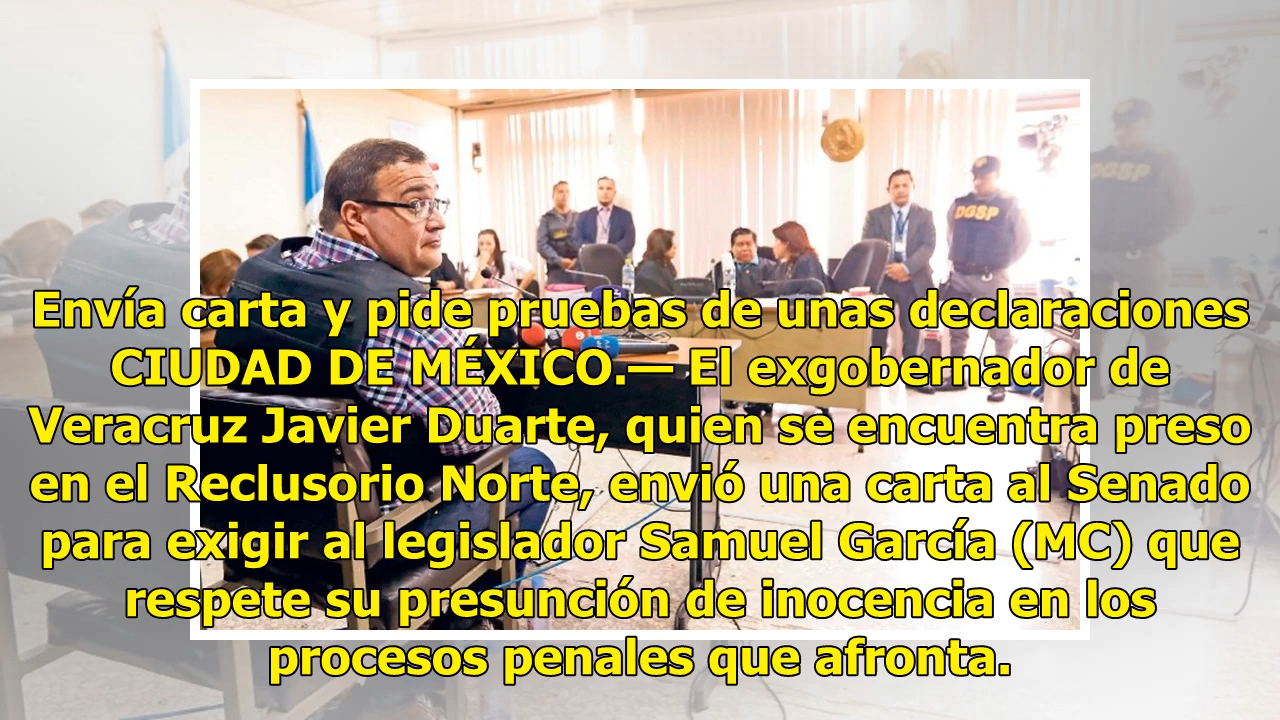 DGSP
DGSP
Envía carta y pide pruebas de unas declaraciones
CIUDAD DE MÉXICO.— El exgobernador de
Veracruz Javier Duarte, quien se encuentra preso
en el Reclusorio Norte, envió una carta al Senado
para exigir al legislador Samuel García (MC) que
respete su presunción de inocencia en los
procesos penales que afronta.